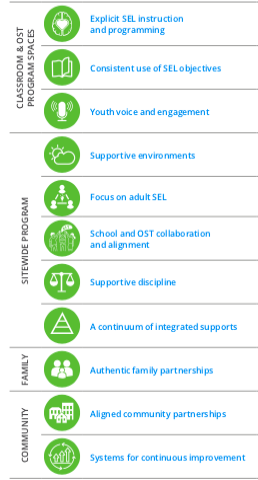 CLASSROOM & OST
PROGRAM SPACES
Explicit SEL instruction
and programming
Consistent use of SEL objectives
Youth voice and engagement
SITEWIDE PROGRAM
Supportive environments
Focus on adult SEL
School and OST collaboration
and alignment
Supportive discipline
A continuum of integrated supports
FAMILY
Authentic family partnerships
COMMUNITY
Aligned community partnerships
Systems for continuous improvement